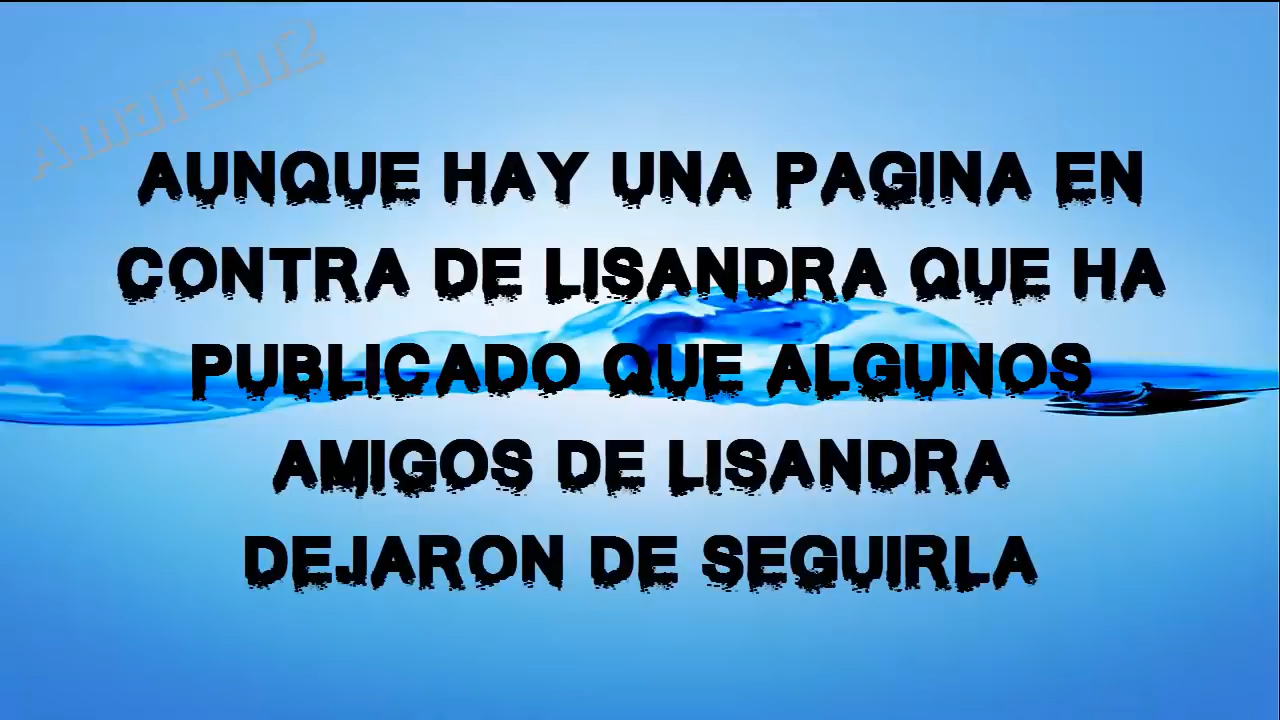 Amaraln2
AUNQUE HAY UNA PAGINA EN
CONTRA DE LISANDRA QUE HA
PUBLICADO QUE ALGUNOS
AMIGOS DE LISANDRA
DEJARON DE SEGUIRLA